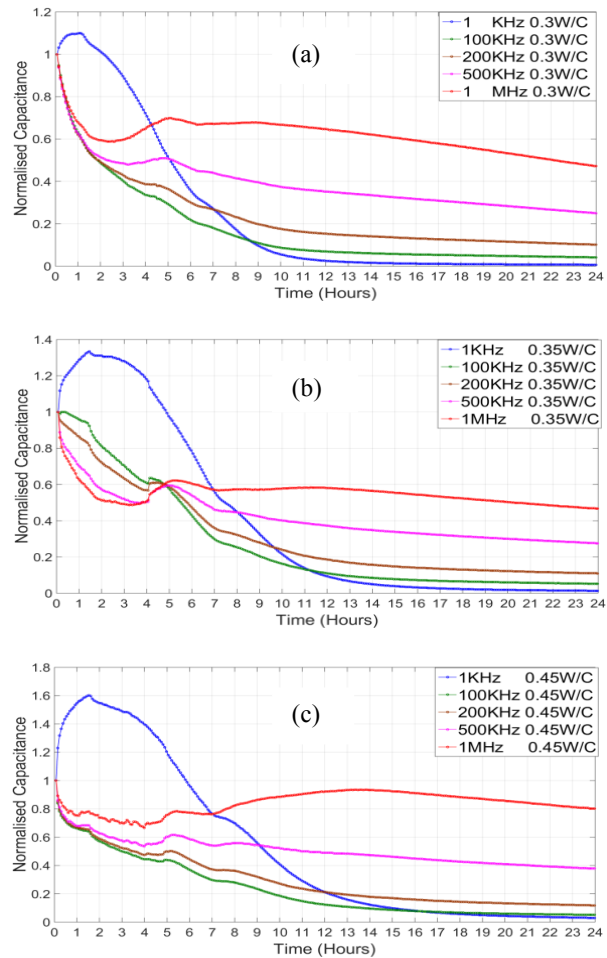 (a)
1 KHz 0.3W/C
100KHz 0.3W/C
200KHz 0.3W/C
500KHz 0.3W/C
1 MHz 0.3W/C
Normalised Capacitance
1.2
1
0.8
0.6
0.4
0.2
0
0 1 2 3 4 5 6 7 8 9 10 11 12 13 14 15 16 17 18 19 20 21 22 23 24
Time (Hours)
(b)
1KHz 0.35W/C
100KHz 0.35W/C
200KHz 0.35W/C
500KHz 0.35W/C
1MHz 0.35W/C
Normalised Capacitance
1.4
1.2
1
0.8
0.6
0.4
0.2
0
0 1 2 3 4 5 6 7 8 9 10 11 12 13 14 15 16 17 18 19 20 21 22 23 24
Time (Hours)
(c)
1KHz 0.45W/C
100KHz 0.45W/C
200KHz 0.45W/C
500KHz 0.45W/C
1MHz 0.45W/C
Normalised Capacitance
1.8
1.6
1.4
1.2
1
0.8
0.6
0.4
0.2
0
0 1 2 3 4 5 6 7 8 9 10 11 12 13 14 15 16 17 18 19 20 21 22 23 24
Time (Hours)